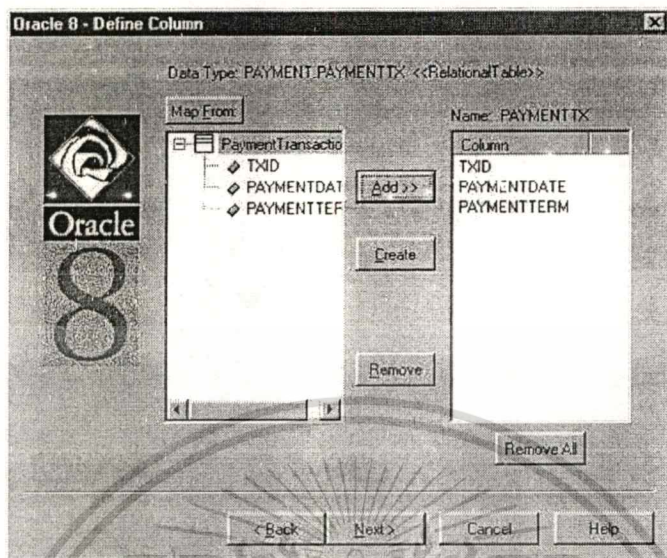 Oracle 8 - Define Column
Data Type: PAYMENT.PAYMENTTX <<RelationalTable>>
Map From:
Name: PAYMENTTX
PaymentTransactio
TXID
PAYMENTDAT
PAYMENTTER
Column
TXID
PAYMENTDATE
PAYMENTTERM
Add >>
Create
Remove
Remove All
Oracle
8
< Back
Next >
Cancel
Help